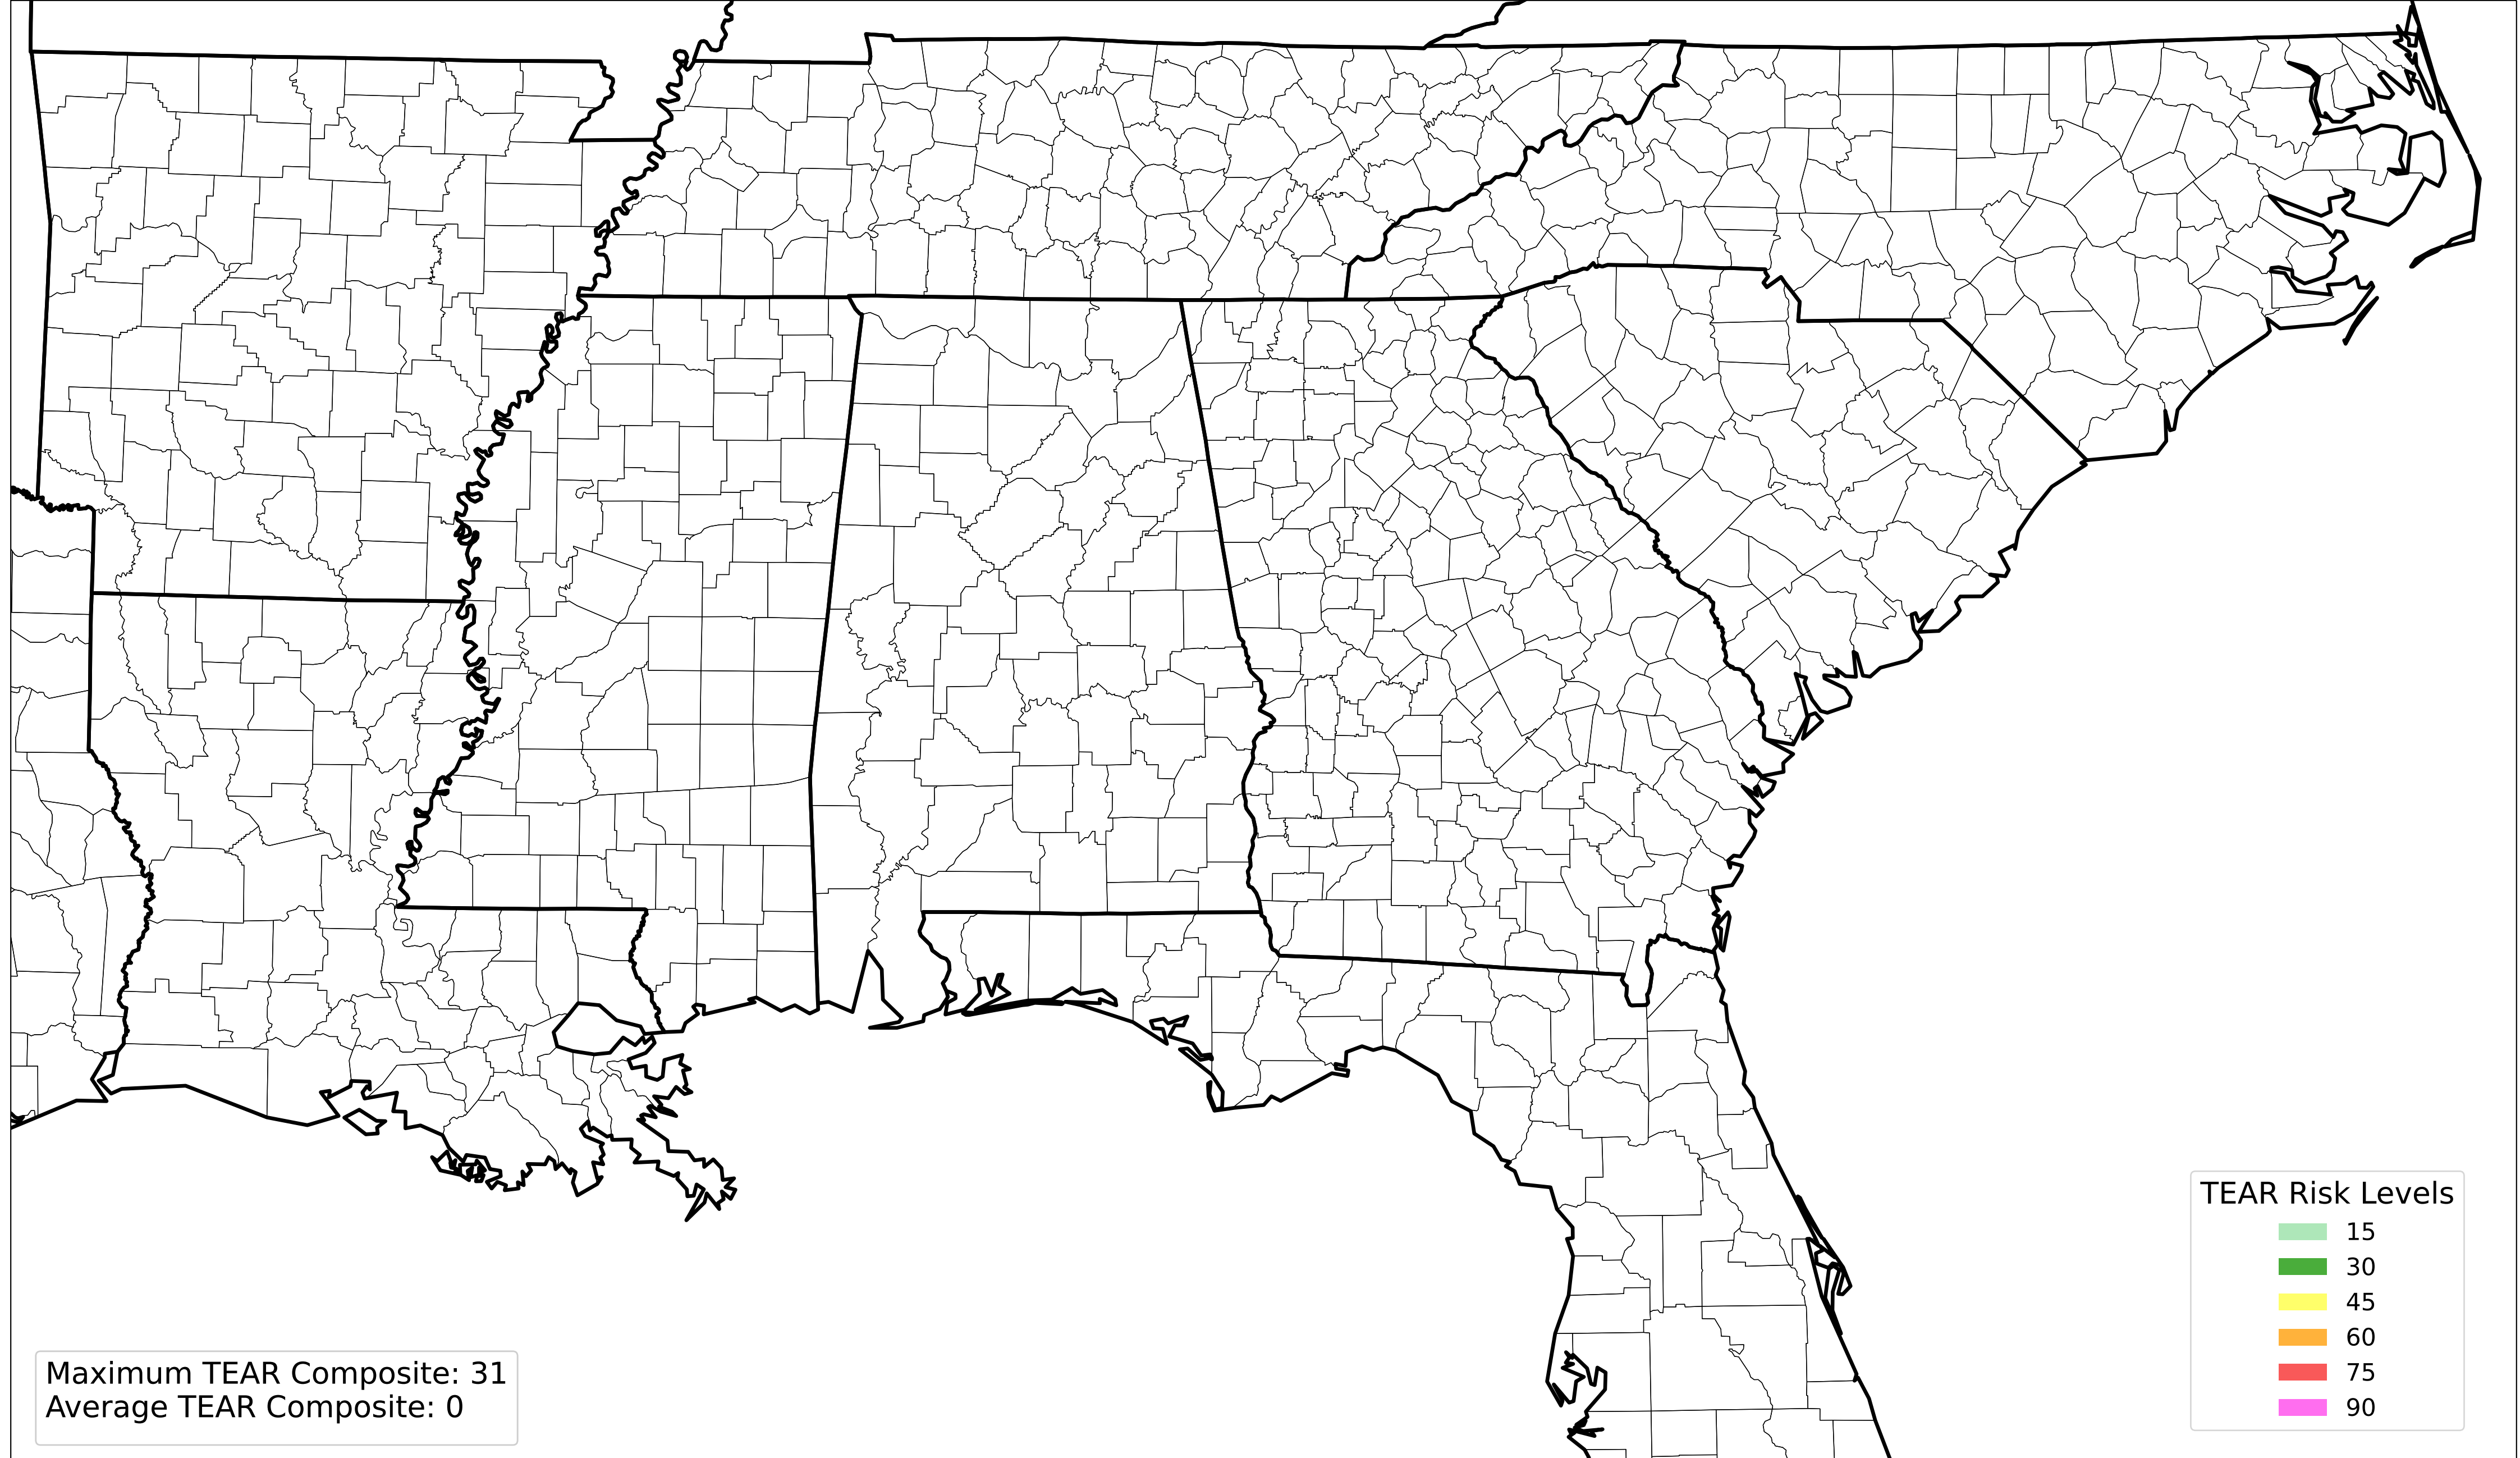 TEAR Risk Levels
15
30
45
60
75
90
Maximum TEAR Composite: 31
Average TEAR Composite: 0